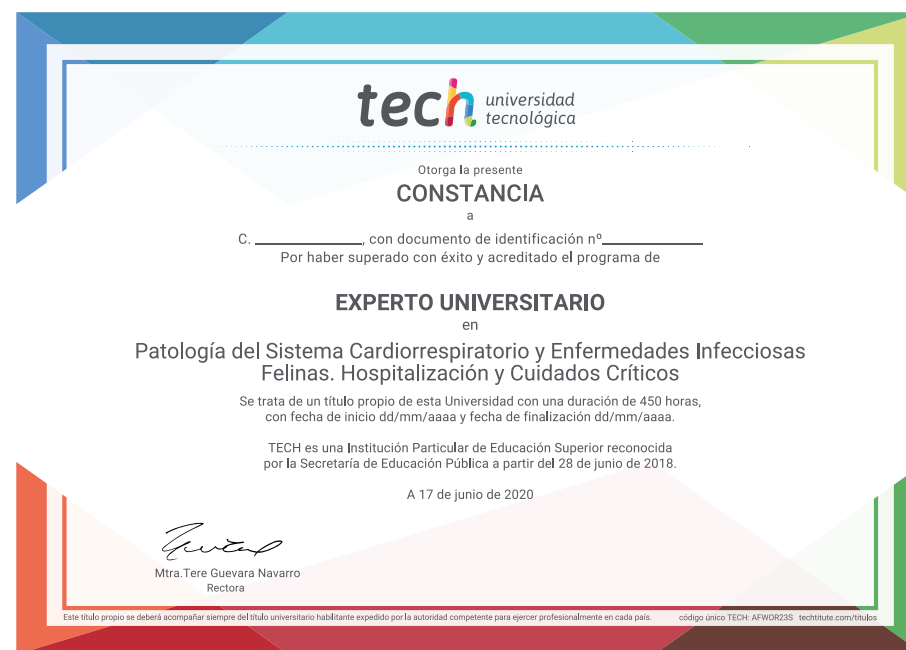 tech universidad
tecnológica
Otorga la presente
CONSTANCIA
a
C. ____________, con documento de identificación nº____________
Por haber superado con éxito y acreditado el programa de
EXPERTO UNIVERSITARIO
en
Patología del Sistema Cardiorrespiratorio y Enfermedades Infecciosas
Felinas. Hospitalización y Cuidados Críticos
Se trata de un título propio de esta Universidad con una duración de 450 horas,
con fecha de inicio dd/mm/aaaa y fecha de finalización dd/mm/aaaa.
TECH es una Institución Particular de Educación Superior reconocida
por la Secretaría de Educación Pública a partir del 28 de junio de 2018.
A 17 de junio de 2020
Mtra.Tere Guevara Navarro
Rectora
Este título propio se deberá acompañar siempre del título universitario habilitante expedido por la autoridad competente para ejercer profesionalmente en cada país. código único TECH: AFWOR23S techtitute.com/titulos